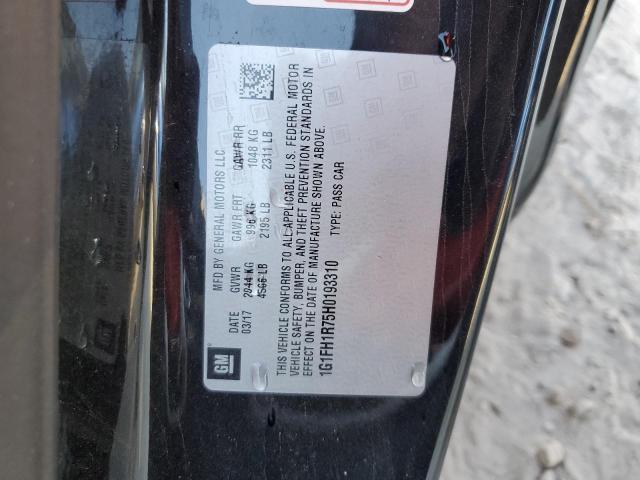 GM
MFD BY GENERAL MOTORS LLC
DATE GVWR GAWR FRT GAWR RR
03/17 2044 KG 996 KG 1048 KG
4506 LB 2195 LB 2311 LB
THIS VEHICLE CONFORMS TO ALL APPLICABLE U.S. FEDERAL MOTOR
VEHICLE SAFETY, BUMPER, AND THEFT PREVENTION STANDARDS IN
EFFECT ON THE DATE OF MANUFACTURE SHOWN ABOVE.
TYPE: PASS CAR
1G1FH1R75H0193310